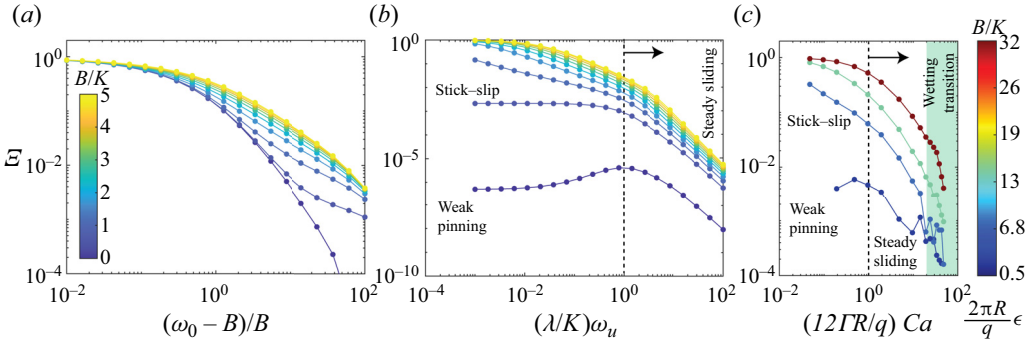 (a)
(b)
(c)
B/K
32
26
19
13
6.8
0.5
2πR/q ϵ
Ξ
10^0
10^−2
10^−4
10^−2
10^0
10^2
B/K
5
4
3
2
1
0
(ω0 − B)/B
10^0
10^−5
10^−10
10^−4
10^−2
10^0
10^2
Stick–slip
Weak
pinning
Steady sliding
(λ/K)ωu
10^0
10^−2
10^−4
10^−2
10^0
10^2
Stick–slip
Weak
pinning
Steady
sliding
Wetting
transition
(12ΓR/q) Ca